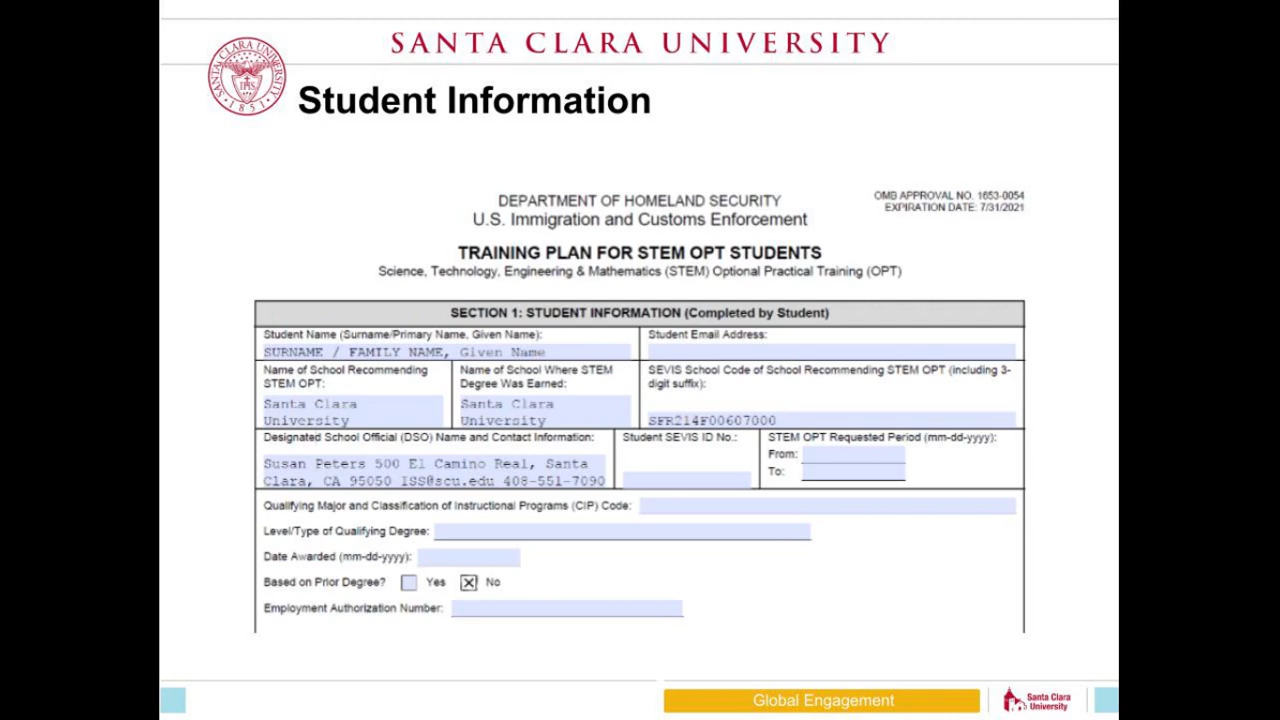 SANTA CLARA UNIVERSITY
SANTA CLARA UNIVERSITY
IHS
1851
Student Information
DEPARTMENT OF HOMELAND SECURITY
U.S. Immigration and Customs Enforcement
OMB APPROVAL NO. 1653-0054
EXPIRATION DATE: 7/31/2021
TRAINING PLAN FOR STEM OPT STUDENTS
Science, Technology, Engineering & Mathematics (STEM) Optional Practical Training (OPT)
SECTION 1: STUDENT INFORMATION (Completed by Student)
Student Name (Surname/Primary Name, Given Name):
SURNAME / FAMILY NAME, Given Name
Student Email Address:
Name of School Recommending
STEM OPT:
Santa Clara
University
Name of School Where STEM
Degree Was Earned:
Santa Clara
University
SEVIS School Code of School Recommending STEM OPT (including 3-
digit suffix):
SFR214F00607000
Designated School Official (DSO) Name and Contact Information:
Susan Peters 500 El Camino Real, Santa
Clara, CA 95050 ISS@scu.edu 408-551-7090
Student SEVIS ID No.:
STEM OPT Requested Period (mm-dd-yyyy):
From:
To:
Qualifying Major and Classification of Instructional Programs (CIP) Code:
Level/Type of Qualifying Degree:
Date Awarded (mm-dd-yyyy):
Based on Prior Degree? Yes No
Employment Authorization Number:
Global Engagement
Santa Clara
University